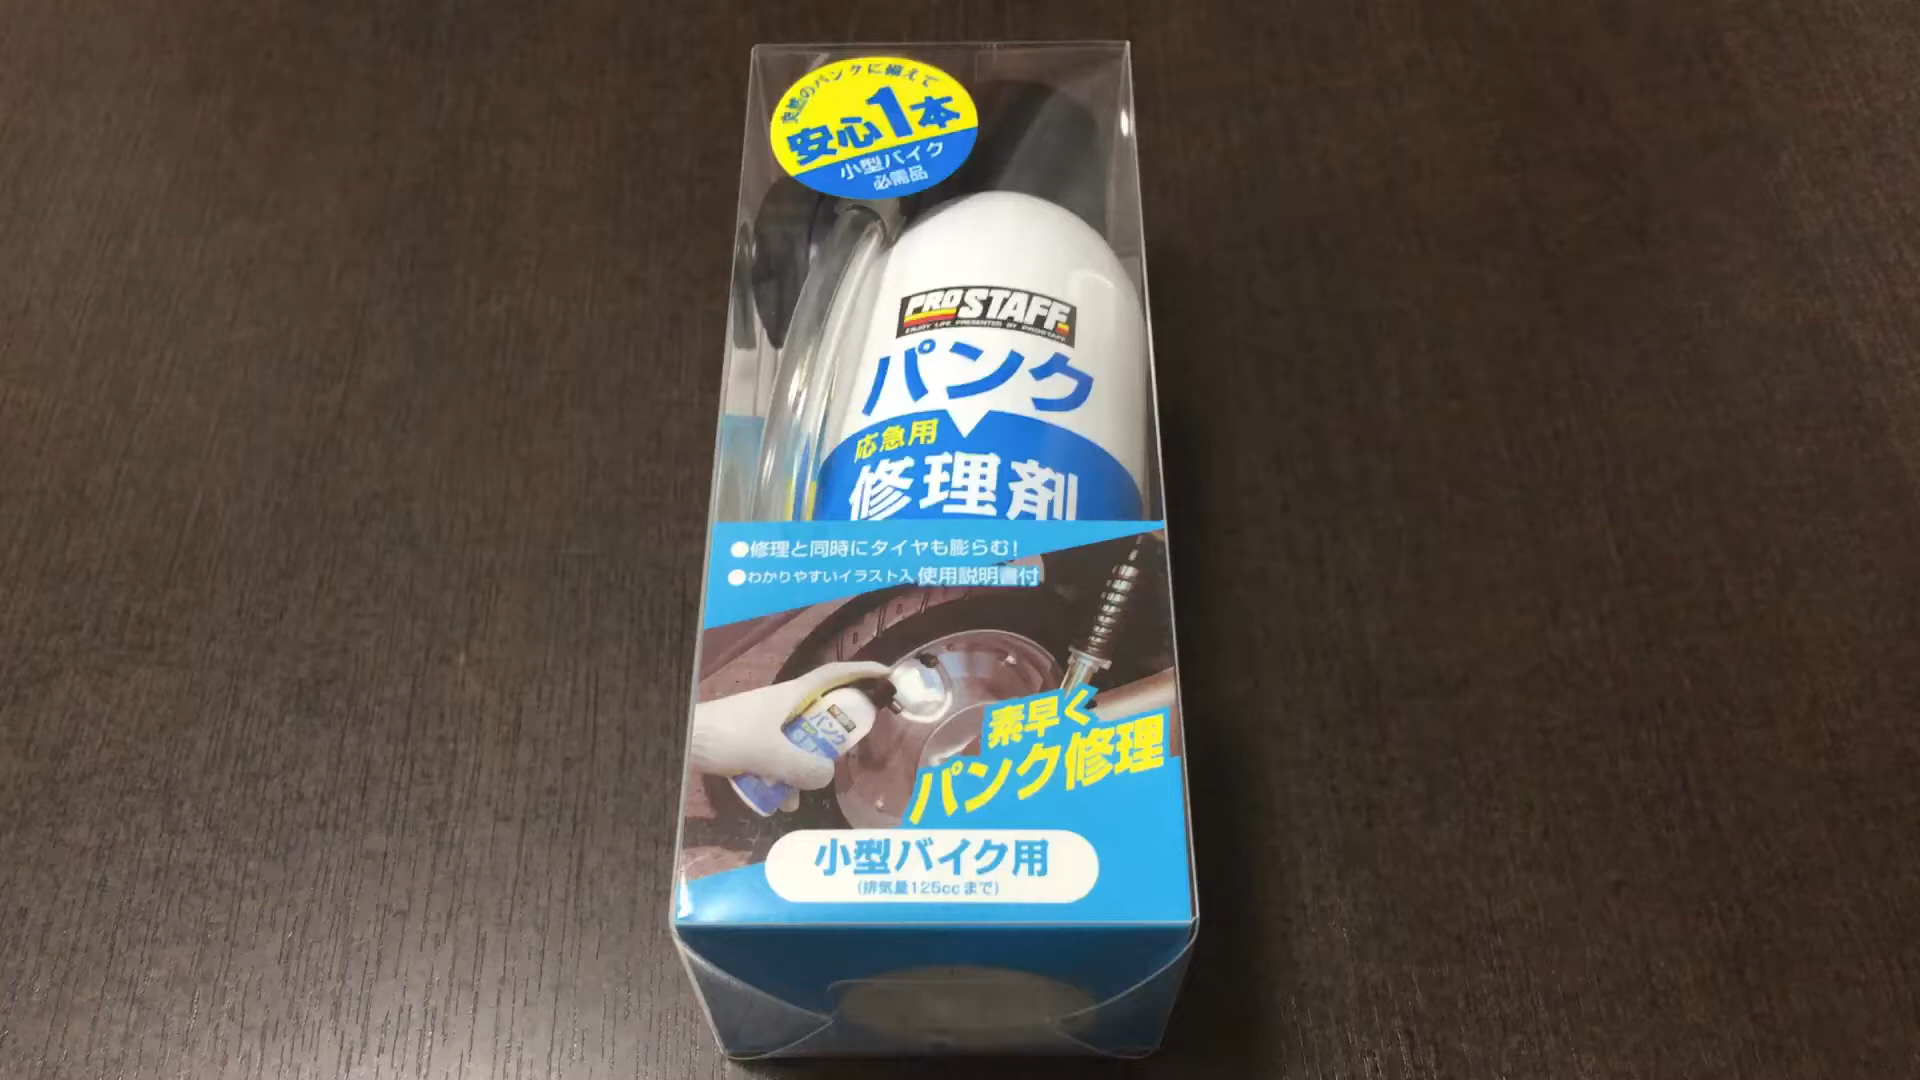 突然のパンクに備えて
安心1本
小型バイク
必需品
PROSTAFF
ENJOY LIFE PRESENTED BY PROSTAFF
パンク
応急用
修理剤
●修理と同時にタイヤも膨らむ!
●わかりやすいイラスト入 使用説明書付
パンク
素早く
パンク修理
小型バイク用
(排気量125ccまで)